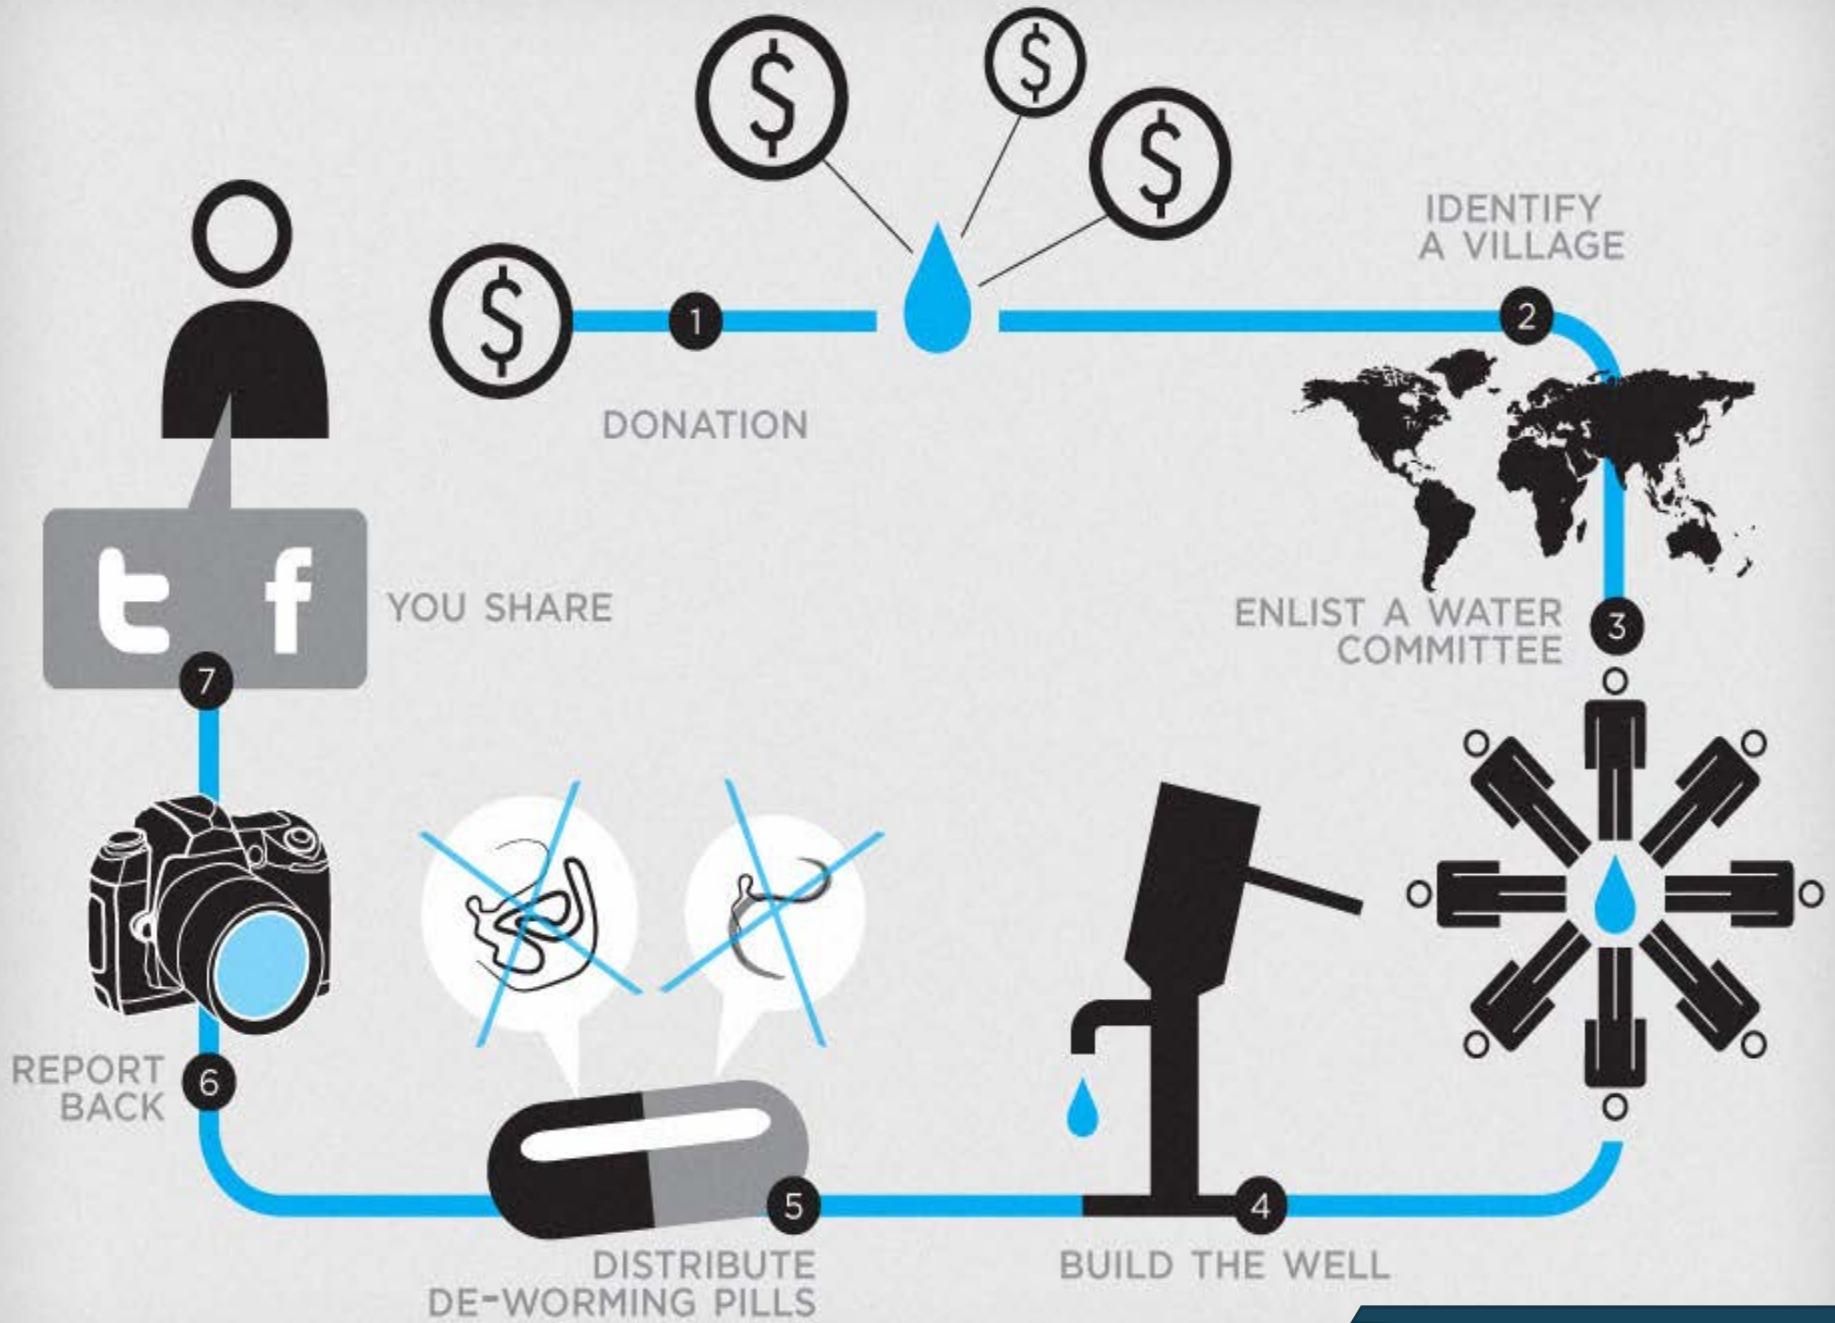 $
$
$
$
1
DONATION
IDENTIFY
A VILLAGE
2
ENLIST A WATER
COMMITTEE
3
4
BUILD THE WELL
5
DISTRIBUTE
DE-WORMING PILLS
REPORT
BACK
6
7
t f
YOU SHARE